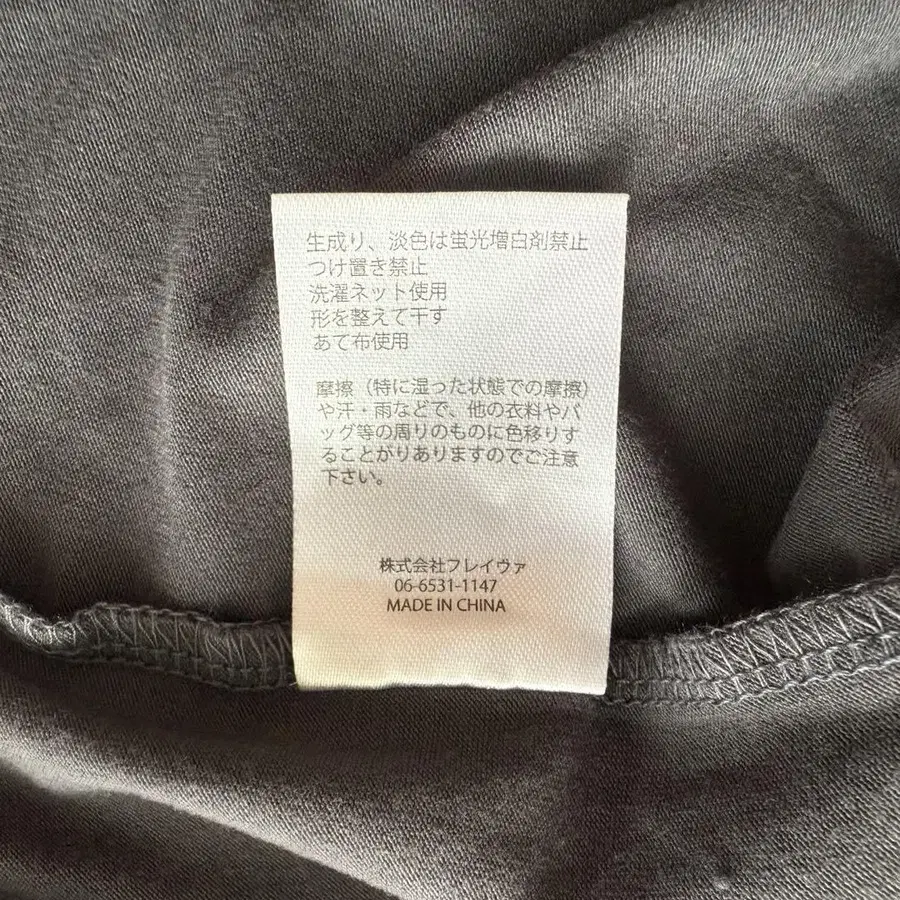 生成り、淡色は蛍光増白剤禁止
つけ置き禁止
洗濯ネット使用
形を整えて干す
あて布使用
摩擦（特に湿った状態での摩擦）
や汗・雨などで、他の衣料やバ
ッグ等の周りのものに色移りす
ることがありますのでご注意
下さい。
株式会社フレイヴァ
06-6531-1147
MADE IN CHINA